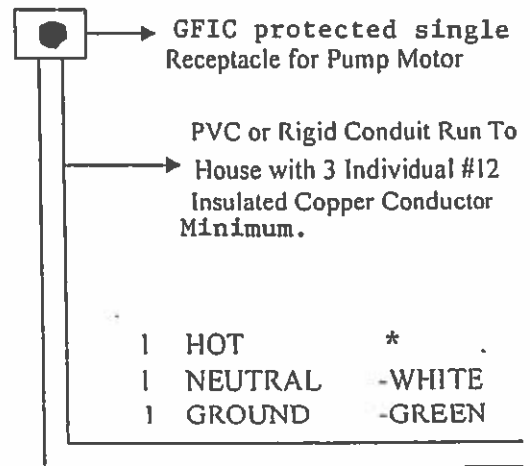 GFIC protected single
Receptacle for Pump Motor
PVC or Rigid Conduit Run To
House with 3 Individual #12
Insulated Copper Conductor
Minimum.
1 HOT *
1 NEUTRAL -WHITE
1 GROUND -GREEN